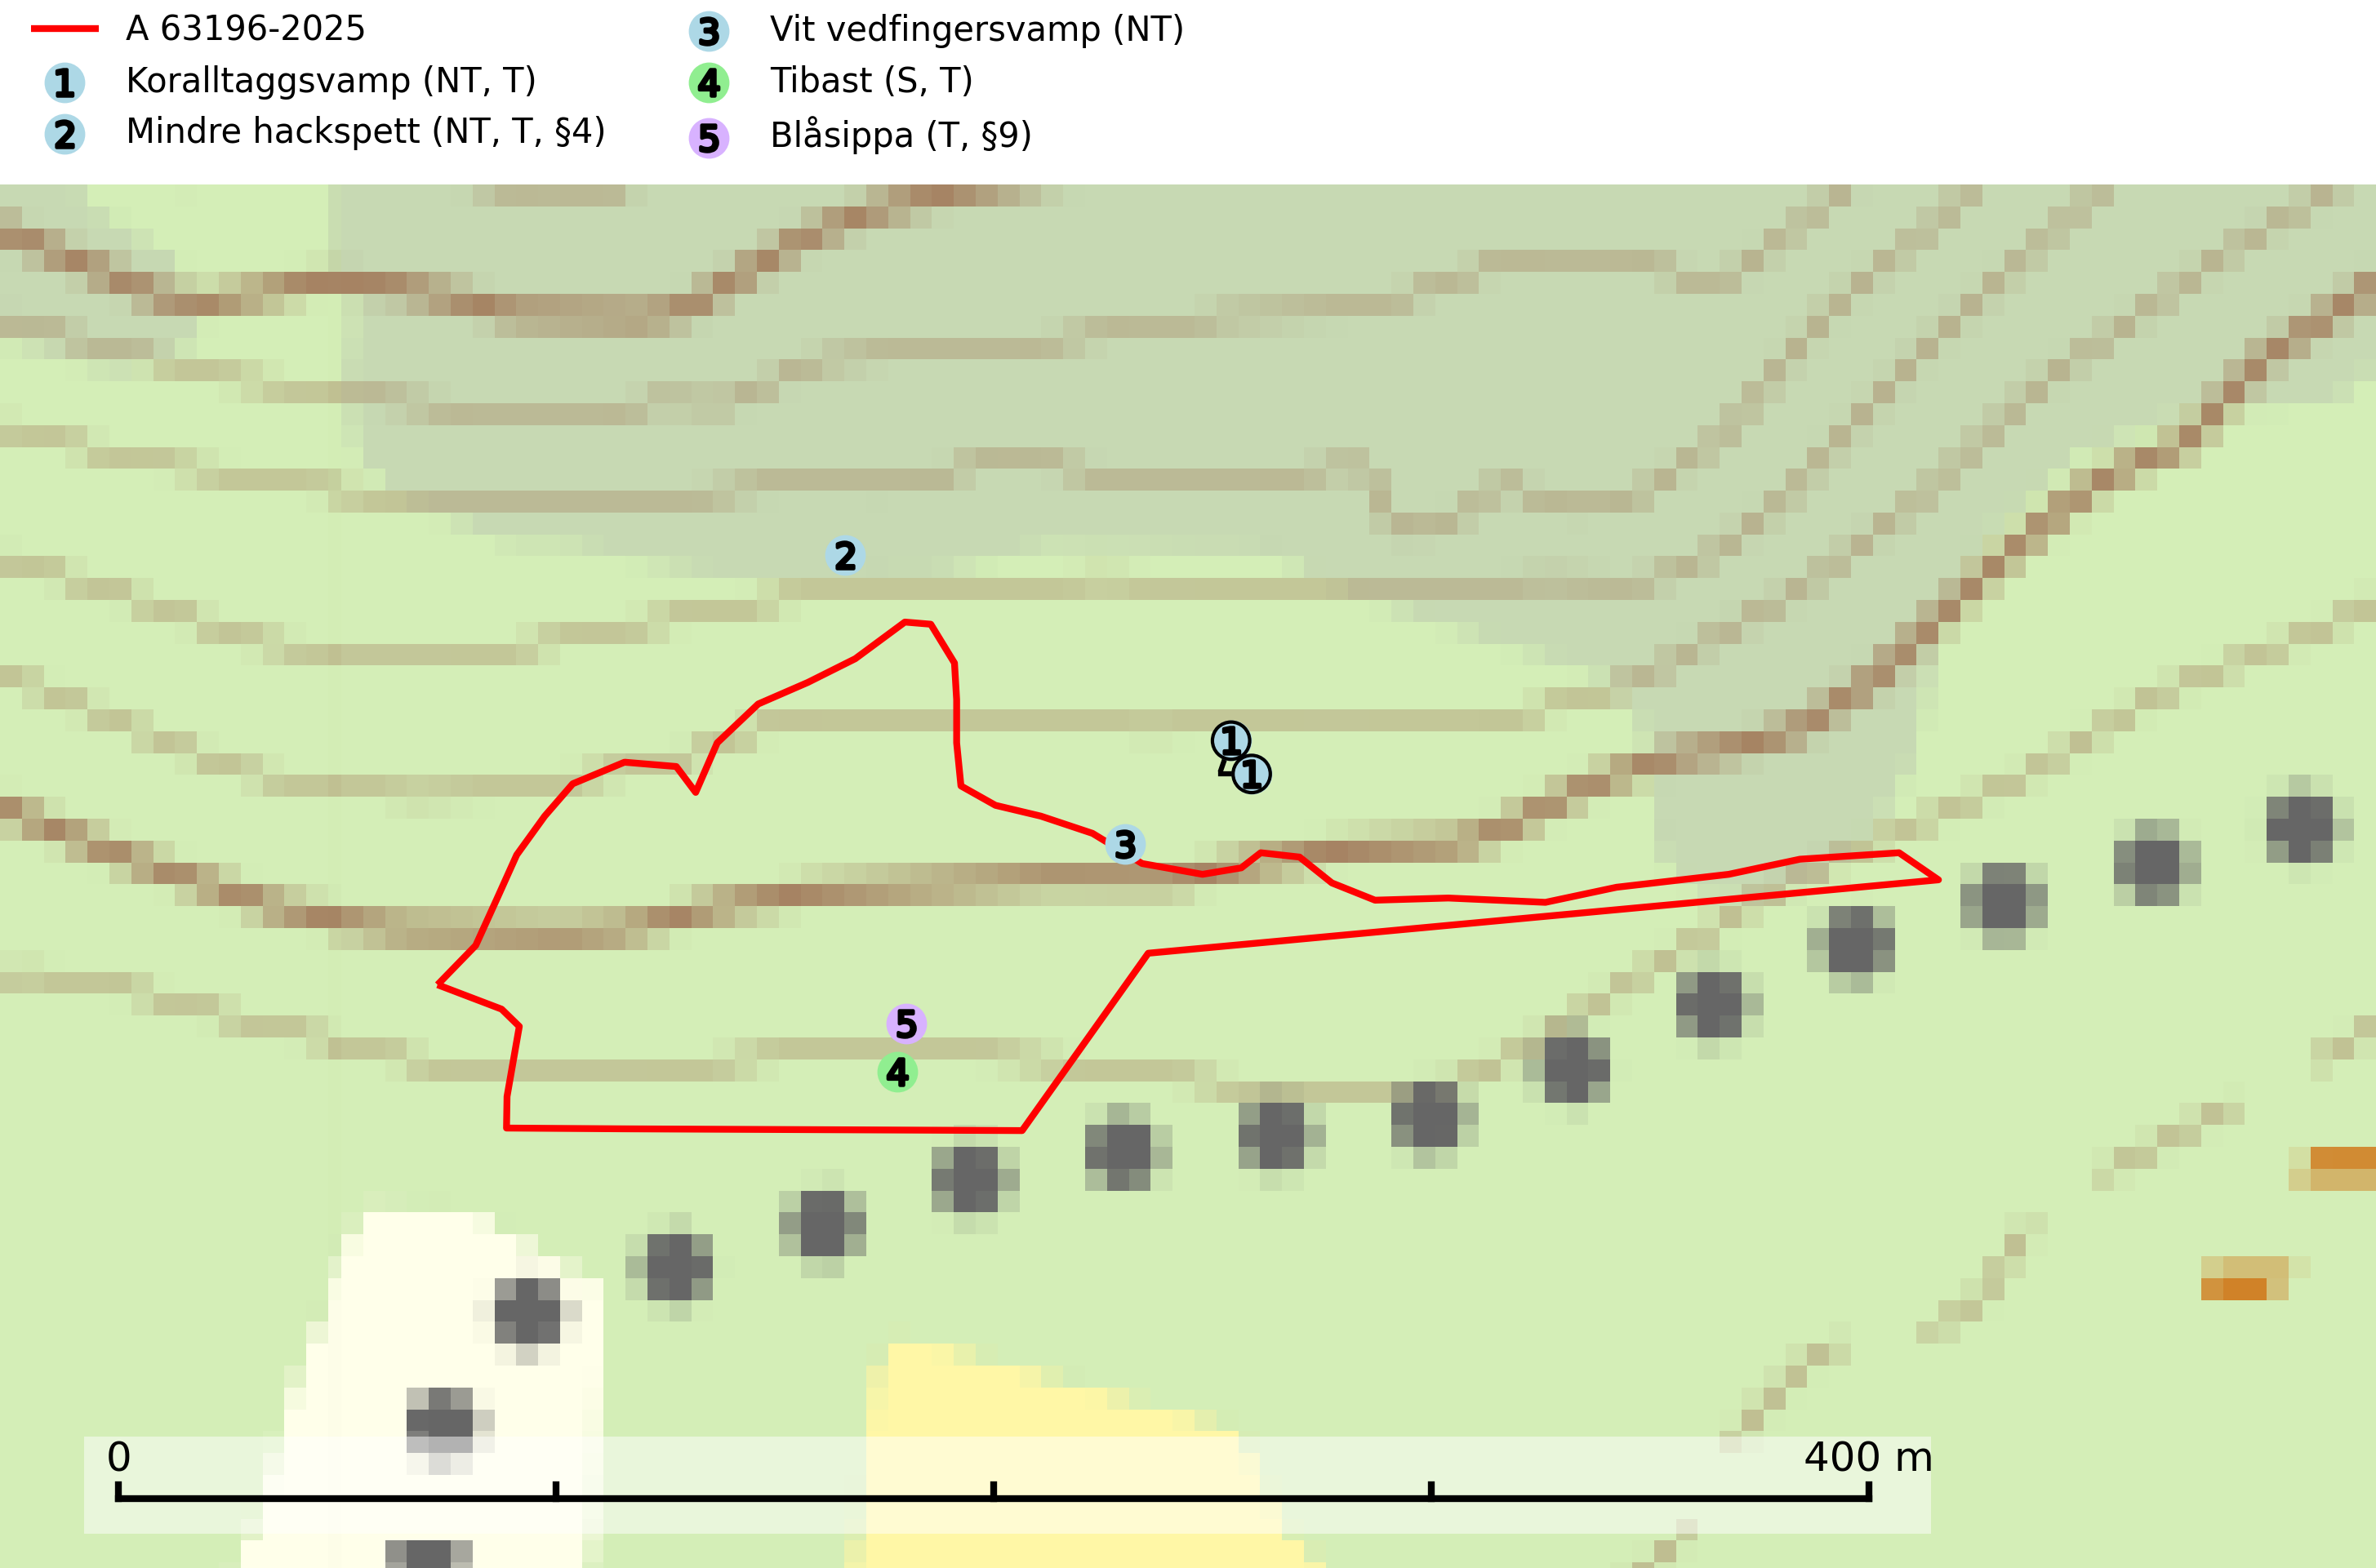 A 63196-2025
1 Koralltaggsvamp (NT, T)
2 Mindre hackspett (NT, T, §4)
3 Vit vedfingersvamp (NT)
4 Tibast (S, T)
5 Blåsippa (T, §9)
2
1
1
3
5
4
0 400 m